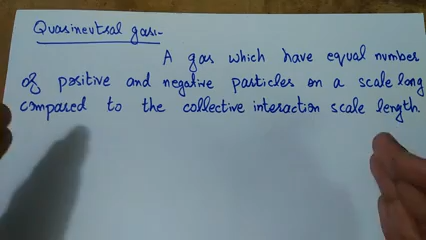 Quasineutral gas:-
A gas which have equal number
of positive and negative particles on a scale long
compared to the collective interaction scale length.